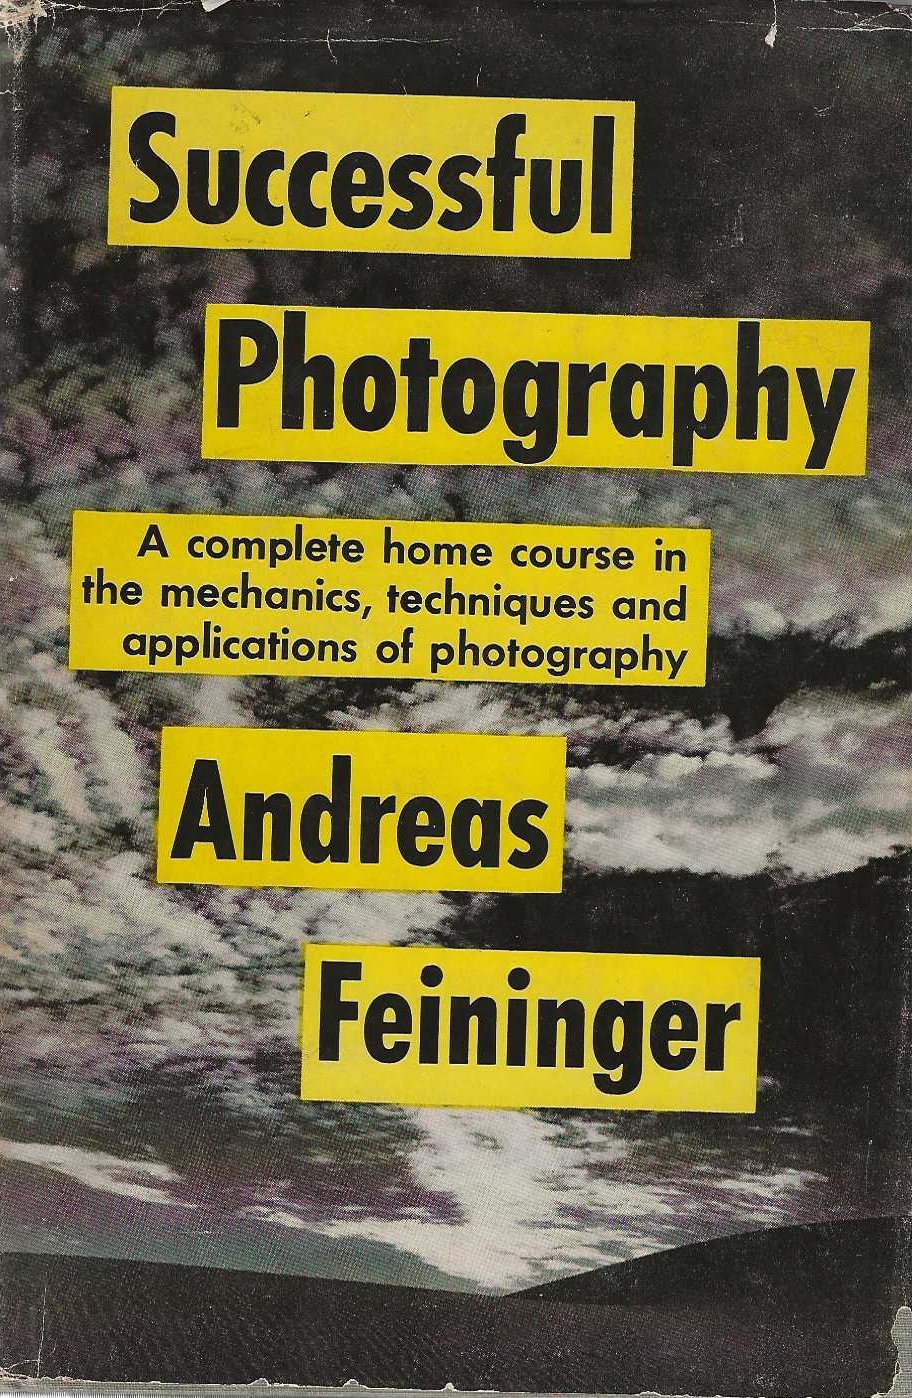 Successful
Photography
A complete home course in
the mechanics, techniques and
applications of photography
Andreas
Feininger